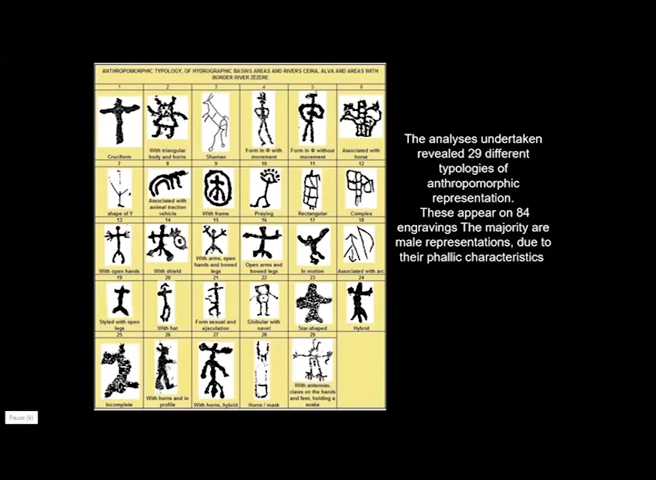 ANTHROPOMORPHIC TYPOLOGY, OF HYDROGRAPHIC BASINS AREAS AND RIVERS CEIRA, ALVA AND AREAS WITH
BORDER RIVER ZÊZERE
1 2 3 4 5 6
Cruciform
With triangular body and horns
Shaman
Form in Φ with movement
Form in Φ without movement
Associated with
7 8 9 10 11 12
shape of Y
Associated with animal traction vehicle
With frame
Praying
Rectangular
Complex
13 14 15 16 17 18
With open hands
With shield
With arms, open hands and bowed legs
Open arms and bowed legs
In motion
Associated with arc
19 20 21 22 23 24
Styled with open legs
With hat
Form sexual and ejaculation
Globular with navel
Star shaped
Hybrid
25 26 27 28 29
Incomplete
With horns and in profile
With horns, hybrid
Horns / mask
With antennas, claws on the hands and feet, holding a snake
The analyses undertaken
revealed 29 different
typologies of
anthropomorphic
representation.
These appear on 84
engravings The majority are
male representations, due to
their phallic characteristics
Pause (k)